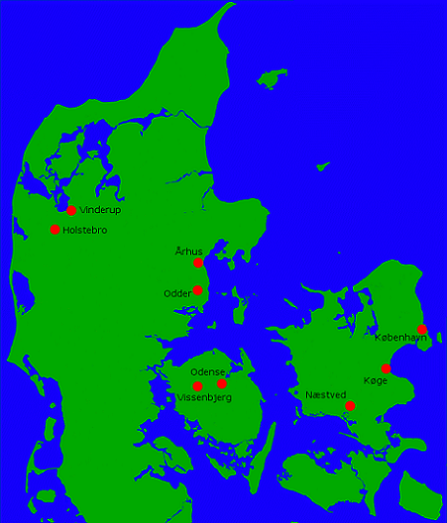 Vinderup
Holstebro
Århus
Odder
København
Odense
Køge
Vissenbjerg
Næstved